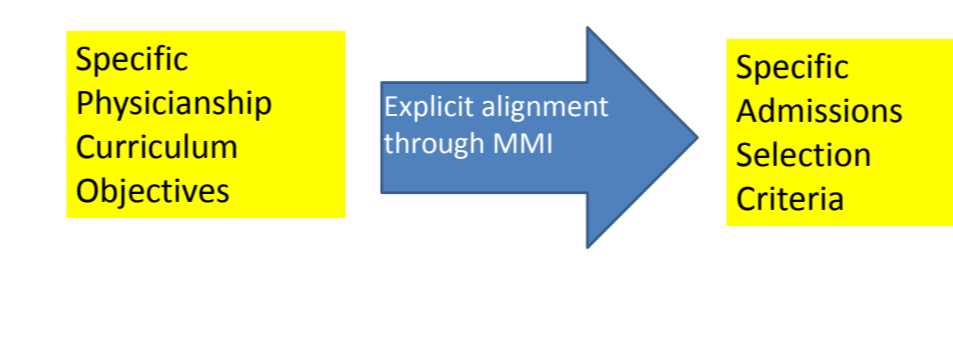 Specific
Physicianship
Curriculum
Objectives
Explicit alignment
through MMI
Specific
Admissions
Selection
Criteria